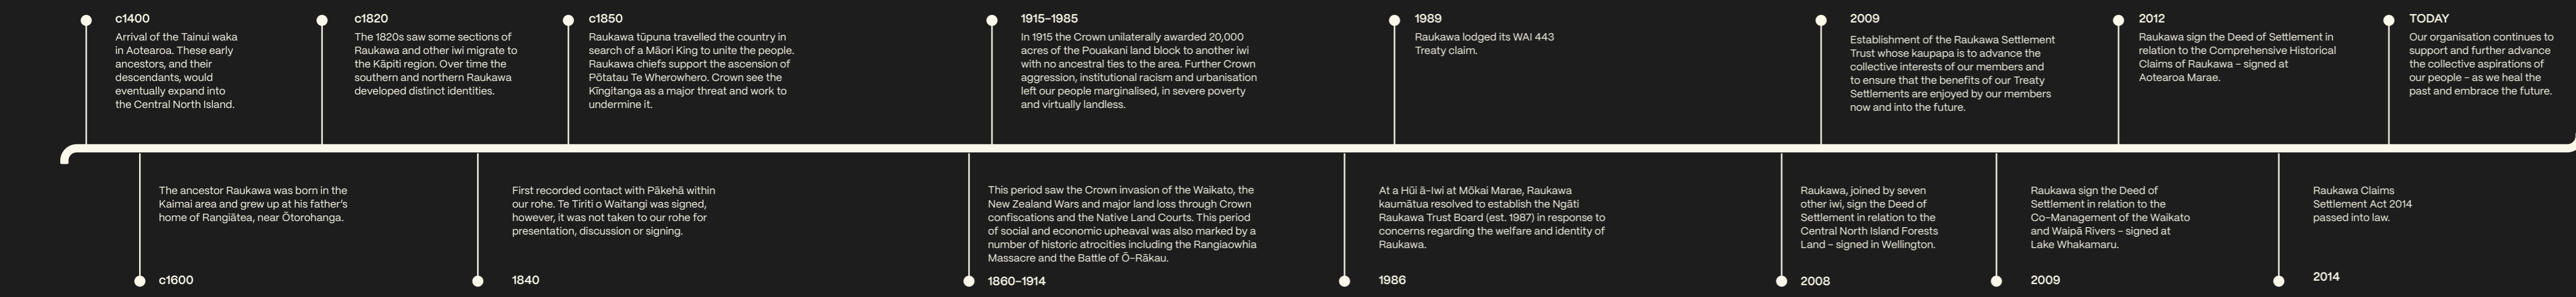 c1400
Arrival of the Tainui waka
in Aotearoa. These early
ancestors, and their
descendants, would
eventually expand into
the Central North Island.
c1820
The 1820s saw some sections of
Raukawa and other iwi migrate to
the Kāpiti region. Over time the
southern and northern Raukawa
developed distinct identities.
c1850
Raukawa tūpuna travelled the country in
search of a Māori King to unite the people.
Raukawa chiefs support the ascension of
Pōtatau Te Wherowhero. Crown see the
Kīngitanga as a major threat and work to
undermine it.
1915–1985
In 1915 the Crown unilaterally awarded 20,000
acres of the Pouakani land block to another iwi
with no ancestral ties to the area. Further Crown
aggression, institutional racism and urbanisation
left our people marginalised, in severe poverty
and virtually landless.
1989
Raukawa lodged its WAI 443
Treaty claim.
2009
Establishment of the Raukawa Settlement
Trust whose kaupapa is to advance the
collective interests of our members and
to ensure that the benefits of our Treaty
Settlements are enjoyed by our members
now and into the future.
2012
Raukawa sign the Deed of Settlement in
relation to the Comprehensive Historical
Claims of Raukawa – signed at
Aotearoa Marae.
TODAY
Our organisation continues to
support and further advance
the collective aspirations of
our people – as we heal the
past and embrace the future.
The ancestor Raukawa was born in the
Kaimai area and grew up at his father's
home of Rangiātea, near Ōtorohanga.
c1600
First recorded contact with Pākehā within
our rohe. Te Tiriti o Waitangi was signed,
however, it was not taken to our rohe for
presentation, discussion or signing.
1840
This period saw the Crown invasion of the Waikato, the
New Zealand Wars and major land loss through Crown
confiscations and the Native Land Courts. This period
of social and economic upheaval was also marked by a
number of historic atrocities including the Rangiaowhia
Massacre and the Battle of Ō-Rākau.
1860–1914
At a Hūi ā-Iwi at Mōkai Marae, Raukawa
kaumātua resolved to establish the Ngāti
Raukawa Trust Board (est. 1987) in response to
concerns regarding the welfare and identity of
Raukawa.
1986
Raukawa, joined by seven
other iwi, sign the Deed of
Settlement in relation to the
Central North Island Forests
Land – signed in Wellington.
2008
Raukawa sign the Deed of
Settlement in relation to the
Co-Management of the Waikato
and Waipā Rivers – signed at
Lake Whakamaru.
2009
Raukawa Claims
Settlement Act 2014
passed into law.
2014